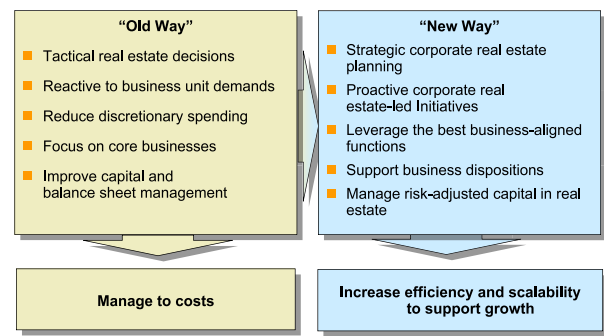 “Old Way”
Tactical real estate decisions
Reactive to business unit demands
Reduce discretionary spending
Focus on core businesses
Improve capital and
balance sheet management
Manage to costs
“New Way”
Strategic corporate real estate
planning
Proactive corporate real
estate-led Initiatives
Leverage the best business-aligned
functions
Support business dispositions
Manage risk-adjusted capital in real
estate
Increase efficiency and scalability
to support growth